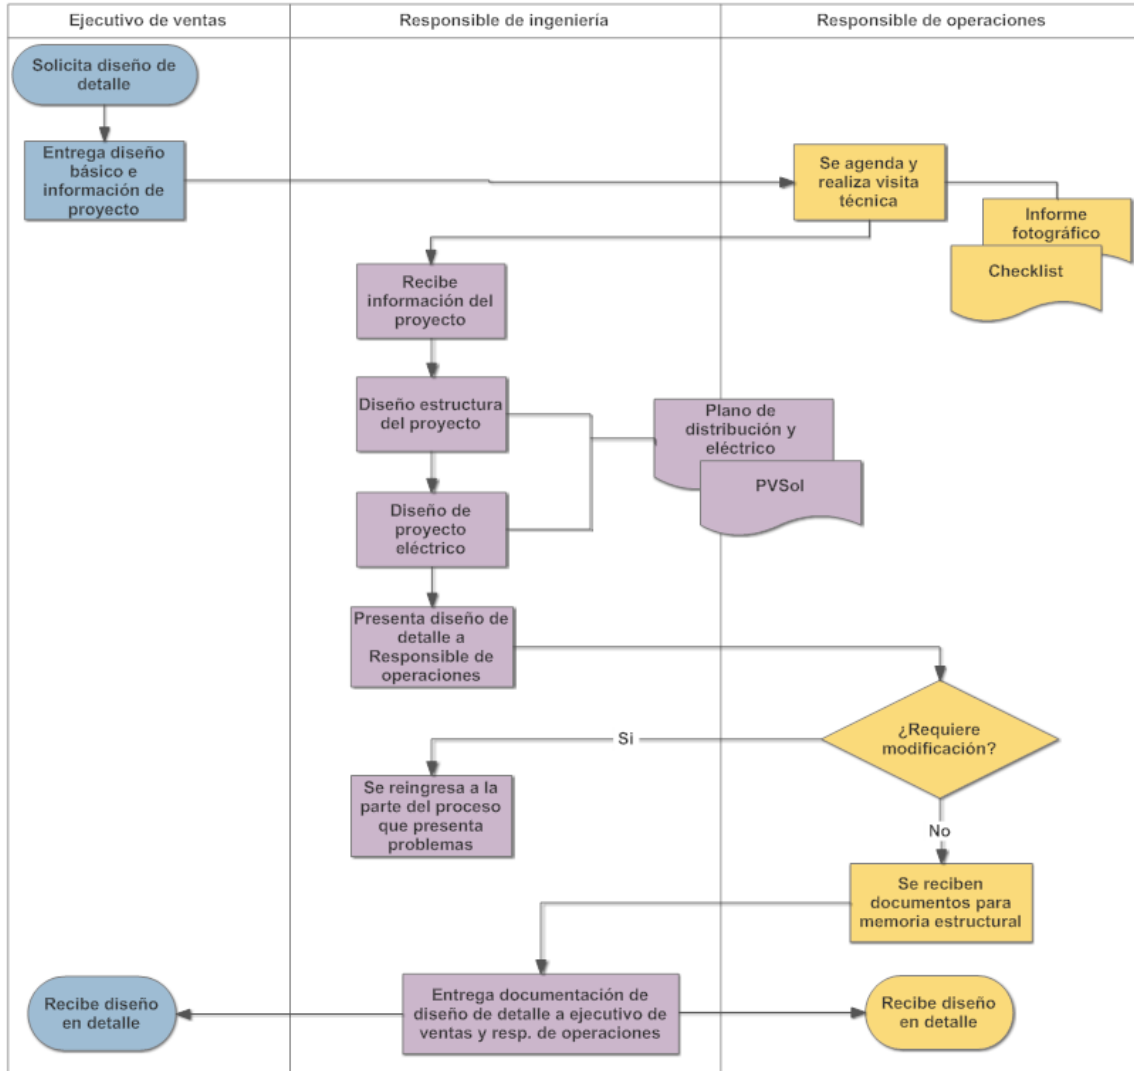 Ejecutivo de ventas
Responsible de ingeniería
Responsible de operaciones
Solicita diseño de
detalle
Entrega diseño
básico e
información de
proyecto
Se agenda y
realiza visita
técnica
Informe
fotográfico
Checklist
Recibe
información del
proyecto
Diseño estructura
del proyecto
Plano de
distribución y
eléctrico
PVSol
Diseño de
proyecto
eléctrico
Presenta diseño de
detalle a
Responsible de
operaciones
¿Requiere
modificación?
Si
Se reingresa a la
parte del proceso
que presenta
problemas
No
Se reciben
documentos para
memoria estructural
Recibe diseño
en detalle
Entrega documentación de
diseño de detalle a ejecutivo de
ventas y resp. de operaciones
Recibe diseño
en detalle